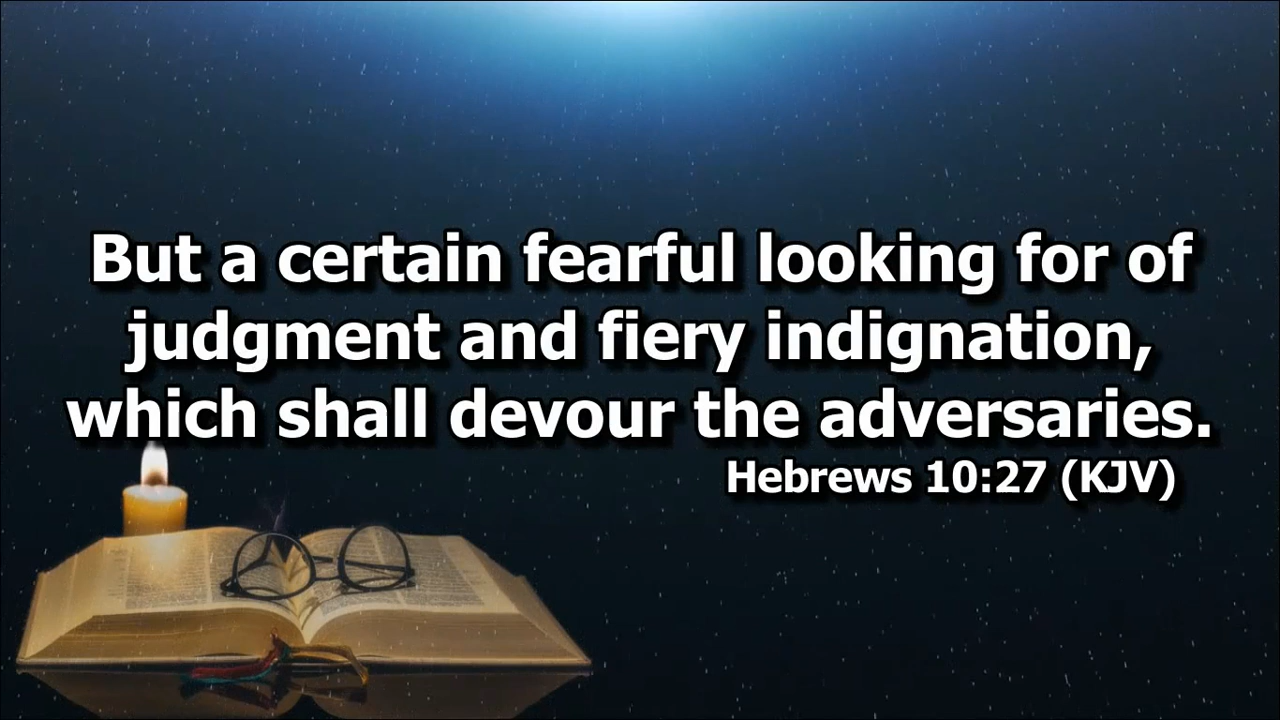 But a certain fearful looking for of
judgment and fiery indignation,
which shall devour the adversaries.
Hebrews 10:27 (KJV)